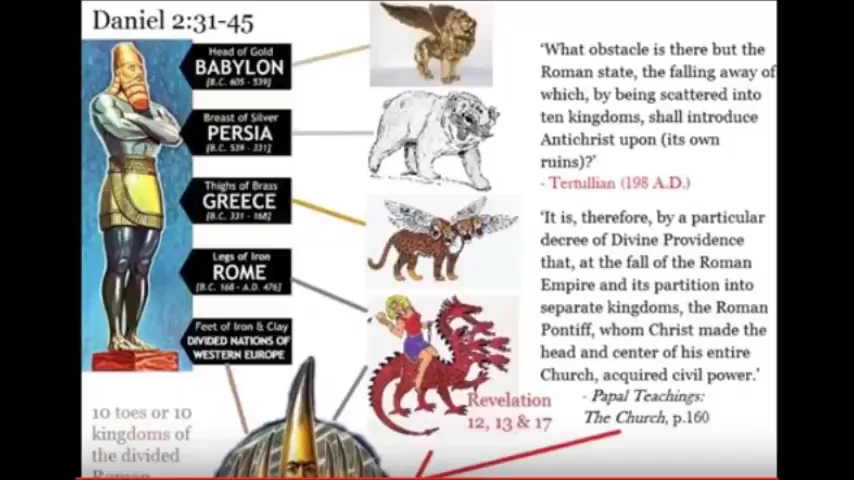 Daniel 2:31-45
Head of Gold
BABYLON
[B.C. 605 - 539]
Breast of Silver
PERSIA
[B.C. 539 - 331]
Thighs of Brass
GREECE
[B.C. 331 - 168]
Legs of Iron
ROME
[B.C. 168 - A.D. 476]
Feet of Iron & Clay
DIVIDED NATIONS OF
WESTERN EUROPE
10 toes or 10
kingdoms of
the divided
Roman
Revelation
12, 13 & 17
'What obstacle is there but the
Roman state, the falling away of
which, by being scattered into
ten kingdoms, shall introduce
Antichrist upon (its own
ruins)?'
- Tertullian (198 A.D.)
'It is, therefore, by a particular
decree of Divine Providence
that, at the fall of the Roman
Empire and its partition into
separate kingdoms, the Roman
Pontiff, whom Christ made the
head and center of his entire
Church, acquired civil power.'
- Papal Teachings:
The Church, p.160